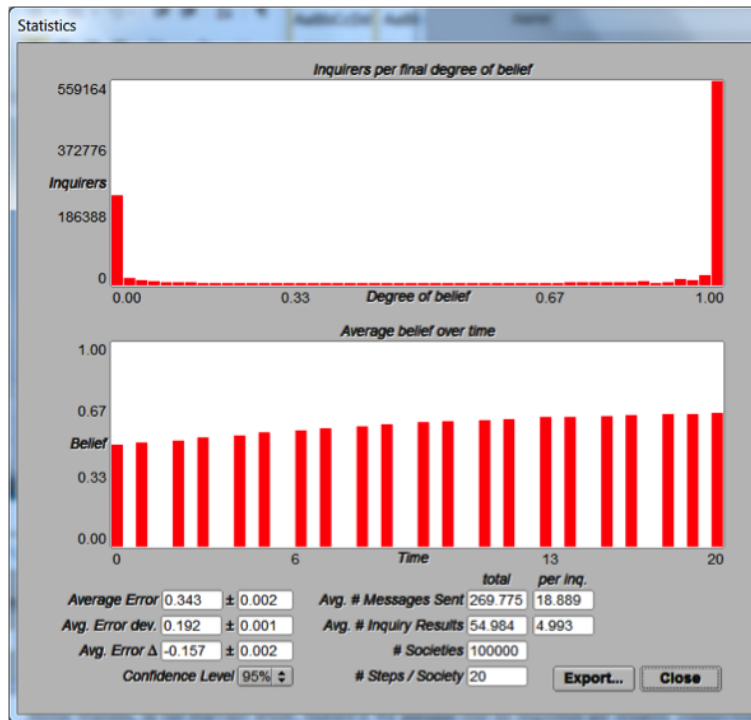 Statistics
Inquirers per final degree of belief
559164
372776
Inquirers
186388
0
0.00 0.33 Degree of belief 0.67 1.00
Average belief over time
1.00
0.67
Belief
0.33
0.00
0 6 Time 13 20
total per inq.
Average Error 0.343 ± 0.002 Avg. # Messages Sent 269.775 18.889
Avg. Error dev. 0.192 ± 0.001 Avg. # Inquiry Results 54.984 4.993
Avg. Error Δ -0.157 ± 0.002 # Societies 100000
Confidence Level 95% # Steps / Society 20 Export... Close